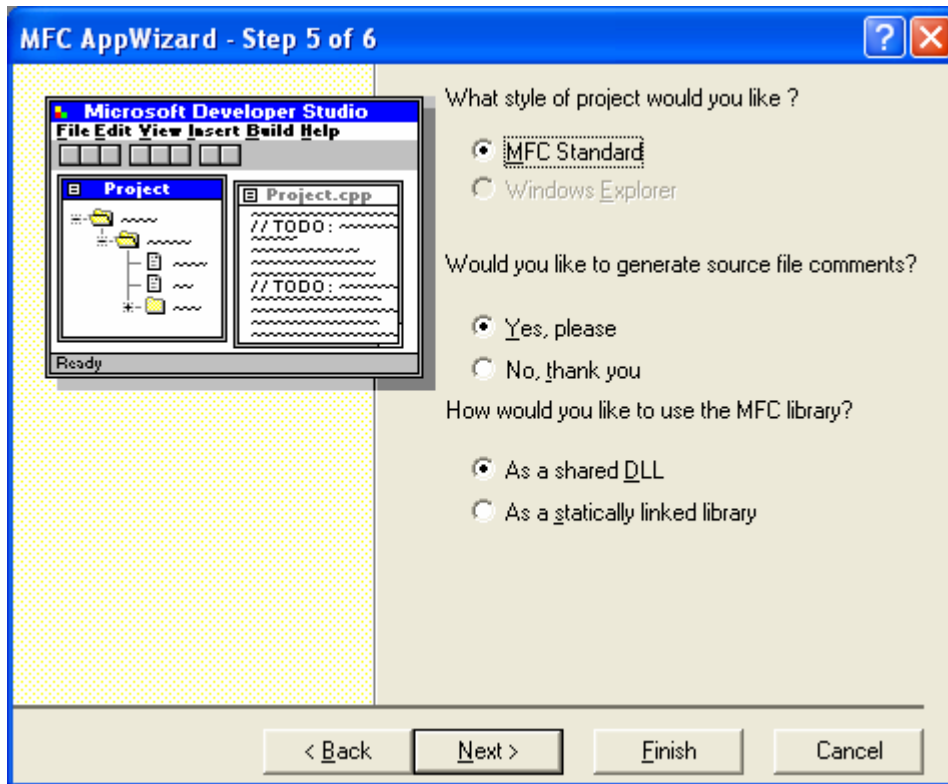 MFC AppWizard - Step 5 of 6
Microsoft Developer Studio
File Edit View Insert Build Help
Project
Project.cpp
//TODO:
//TODO:
Ready
What style of project would you like ?
MFC Standard
Windows Explorer
Would you like to generate source file comments?
Yes, please
No, thank you
How would you like to use the MFC library?
As a shared DLL
As a statically linked library
< Back Next > Finish Cancel